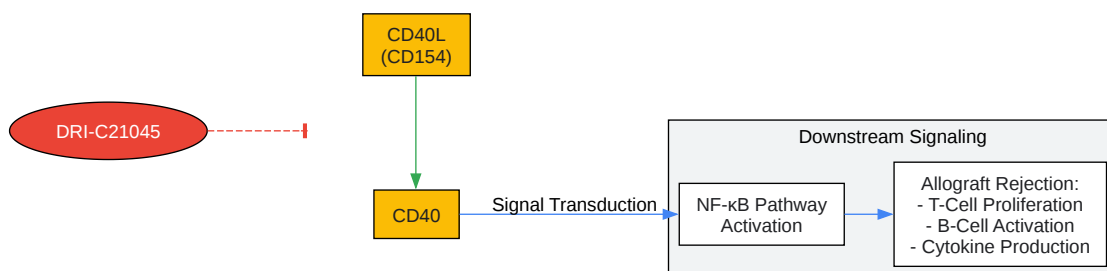 CD40L
(CD154)
DRI-C21045
Downstream Signaling
CD40
Signal Transduction
NF-κB Pathway
Activation
Allograft Rejection:
- T-Cell Proliferation
- B-Cell Activation
- Cytokine Production